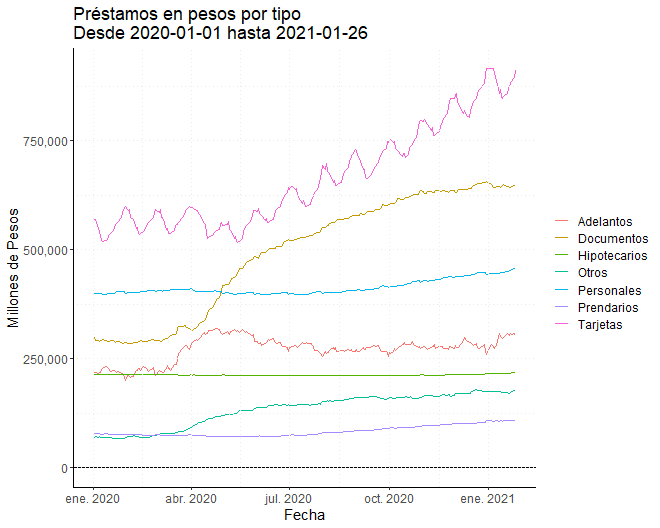 Préstamos en pesos por tipo
Desde 2020-01-01 hasta 2021-01-26
Millones de Pesos
750,000
500,000
250,000
0
ene. 2020
abr. 2020
jul. 2020
oct. 2020
ene. 2021
Fecha
Adelantos
Documentos
Hipotecarios
Otros
Personales
Prendarios
Tarjetas